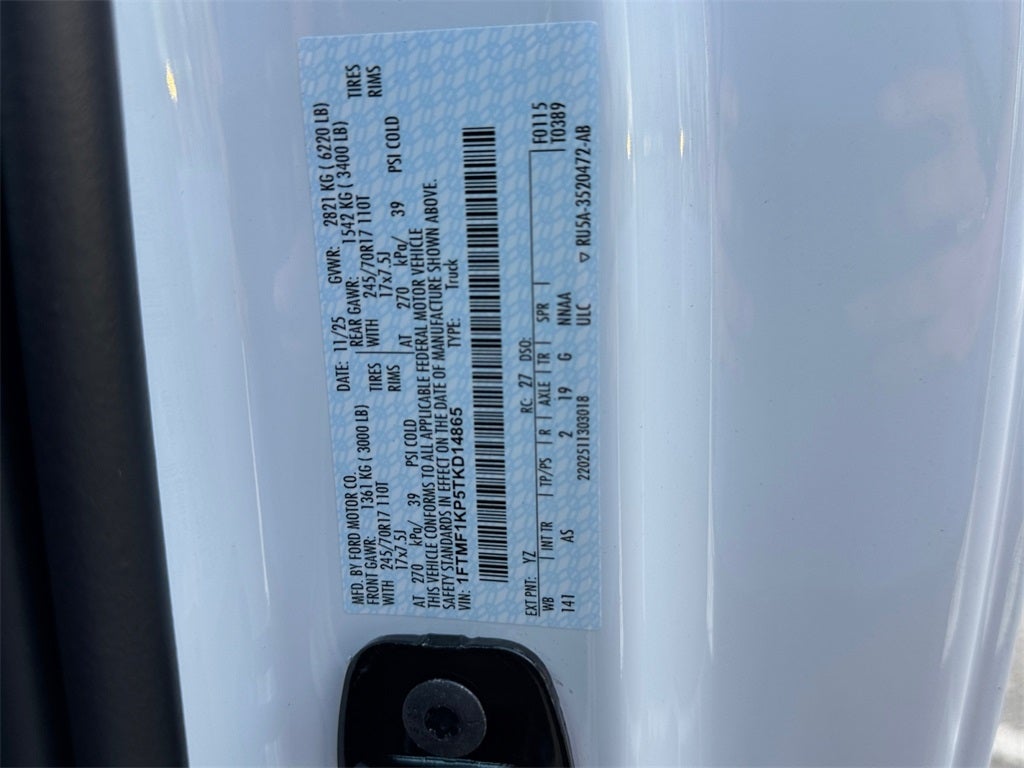 MFD. BY FORD MOTOR CO. DATE: 11/25 GVWR: 2821 KG ( 6220 LB)
FRONT GAWR: 1361 KG ( 3000 LB) REAR GAWR: 1542 KG ( 3400 LB)
WITH 245/70R17 110T TIRES WITH 245/70R17 110T TIRES
17x7.5J RIMS 17x7.5J RIMS
AT 270 kPa/ 39 PSI COLD AT 270 kPa/ 39 PSI COLD
THIS VEHICLE CONFORMS TO ALL APPLICABLE FEDERAL MOTOR VEHICLE
SAFETY STANDARDS IN EFFECT ON THE DATE OF MANUFACTURE SHOWN ABOVE.
VIN: 1FTMF1KP5TKD14865 TYPE: Truck
F0115
EXT PNT: YZ RC: 27 DSO: T0389
WB INT TR TP/PS R AXLE TR SPR
141 AS 2 19 G NNAA
2202511303018 ULC ▽ RU5A-3520472-AB